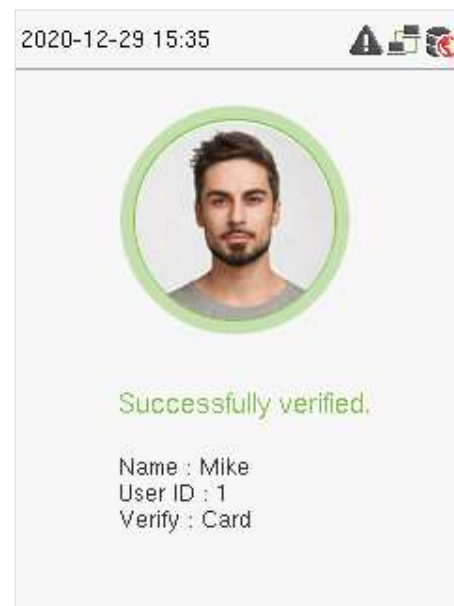 2020-12-29 15:35
Successfully verified.
Name : Mike
User ID : 1
Verify : Card